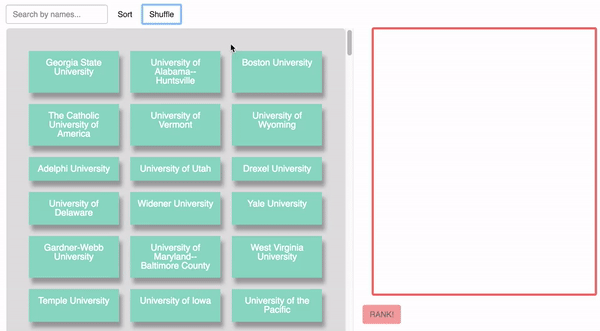 Search by names...
Sort
Shuffle
Georgia State
University
University of
Alabama--
Huntsville
Boston University
The Catholic
University of
America
University of
Vermont
University of
Wyoming
Adelphi University
University of Utah
Drexel University
University of
Delaware
Widener University
Yale University
Gardner-Webb
University
University of
Maryland--
Baltimore County
West Virginia
University
Temple University
University of Iowa
University of the
Pacific
RANK!